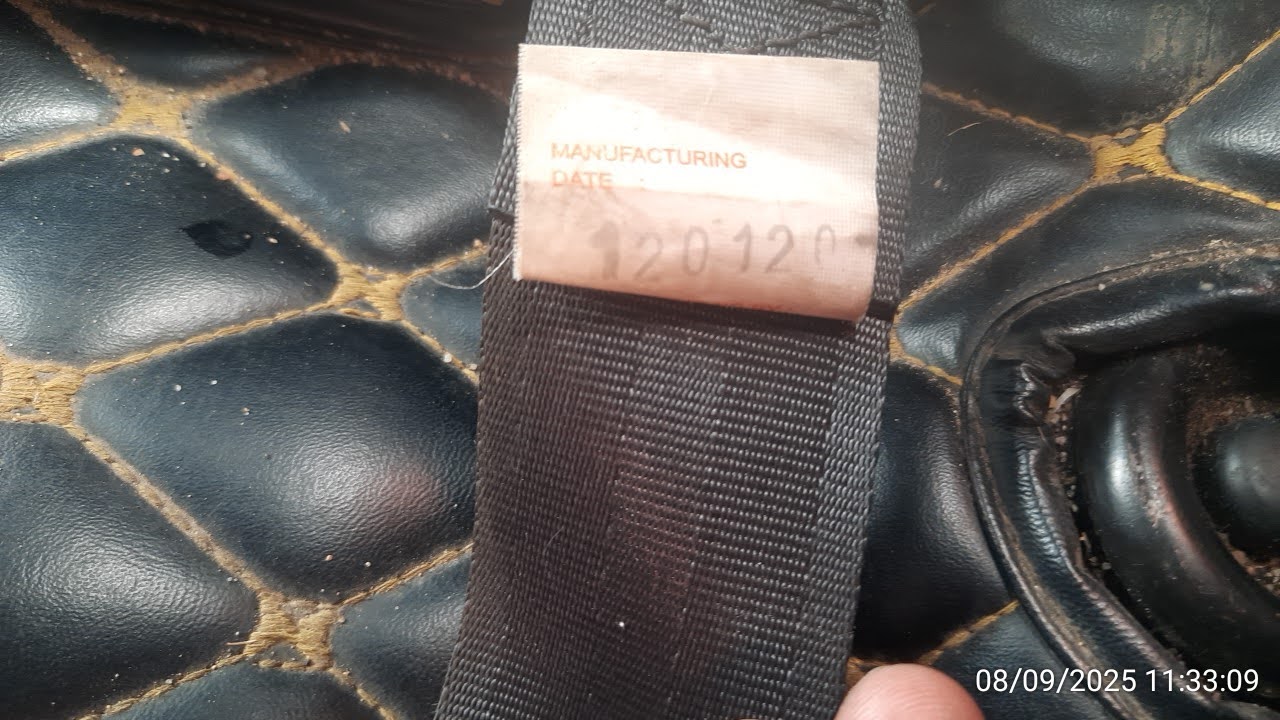 MANUFACTURING
DATE :
120120
08/09/2025 11:33:09